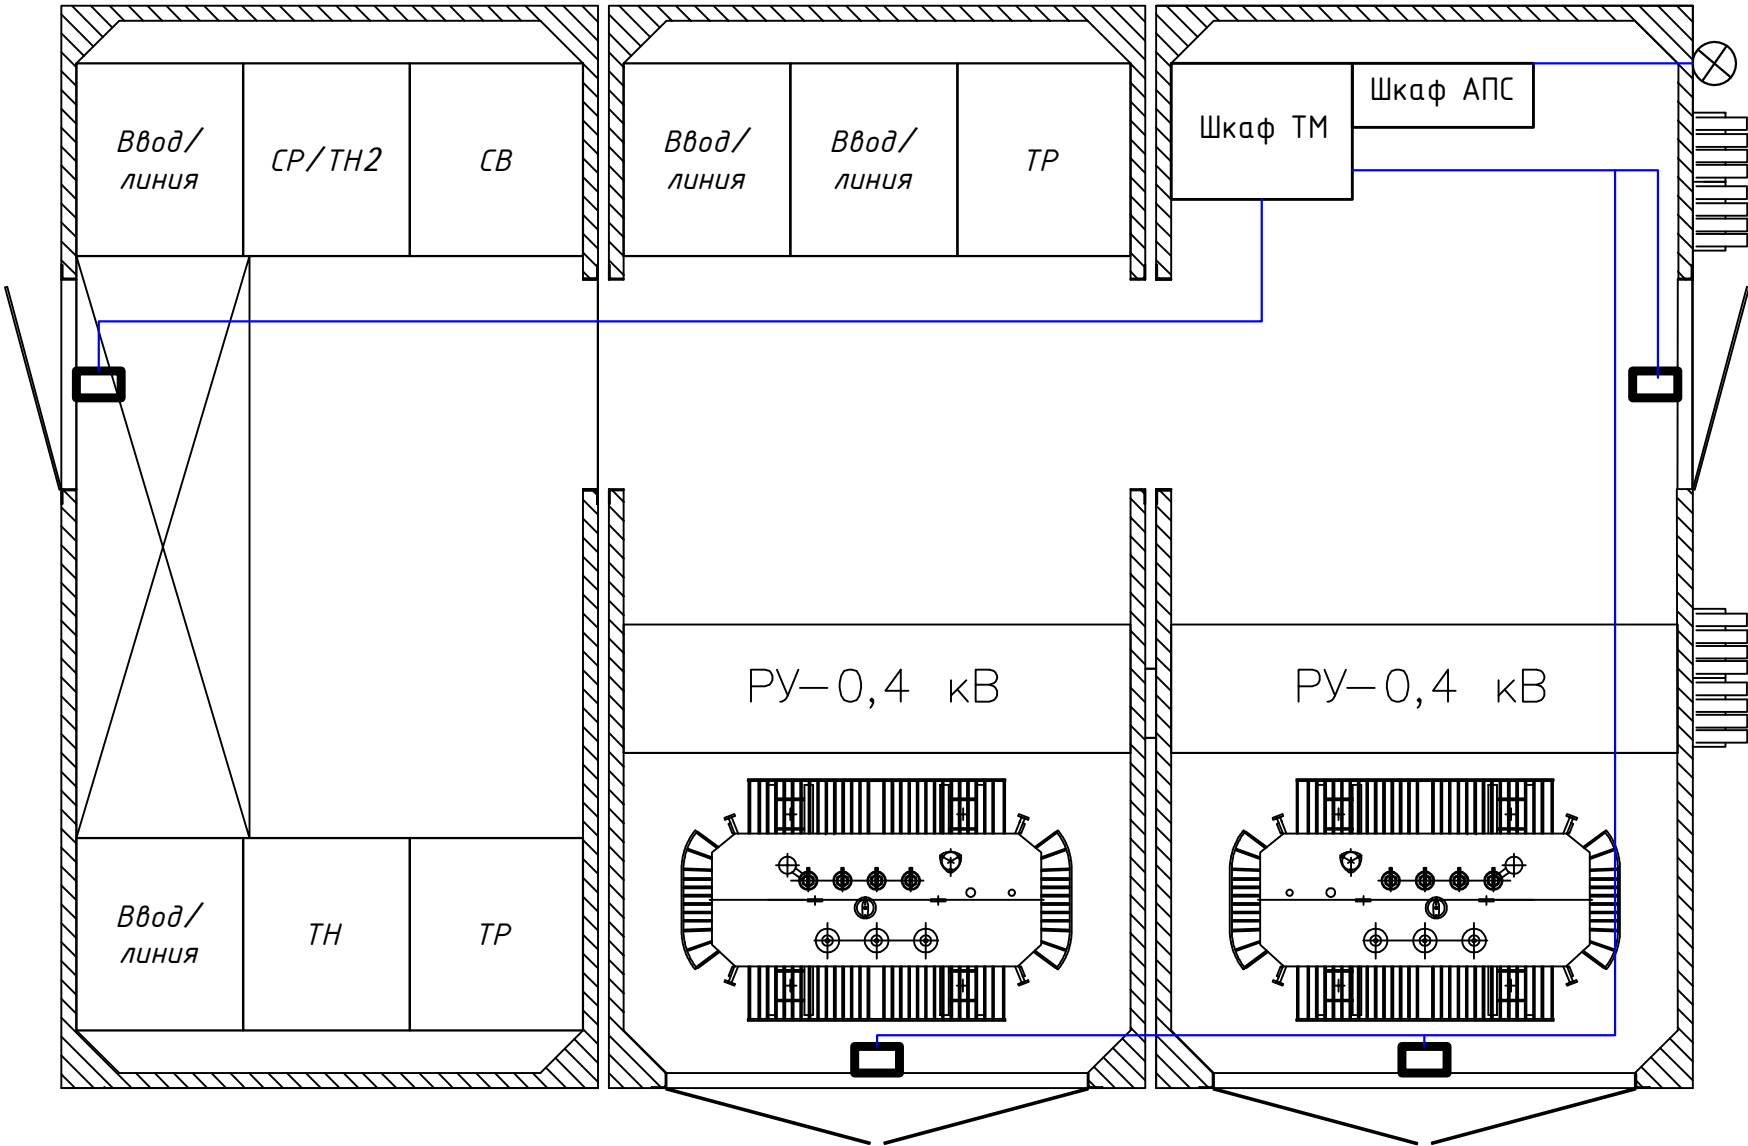 Ввод/
линия
СР/ТН2
СВ
Ввод/
линия
Ввод/
линия
ТР
Шкаф ТМ
Шкаф АПС
РУ-0,4 кВ
РУ-0,4 кВ
Ввод/
линия
ТН
ТР